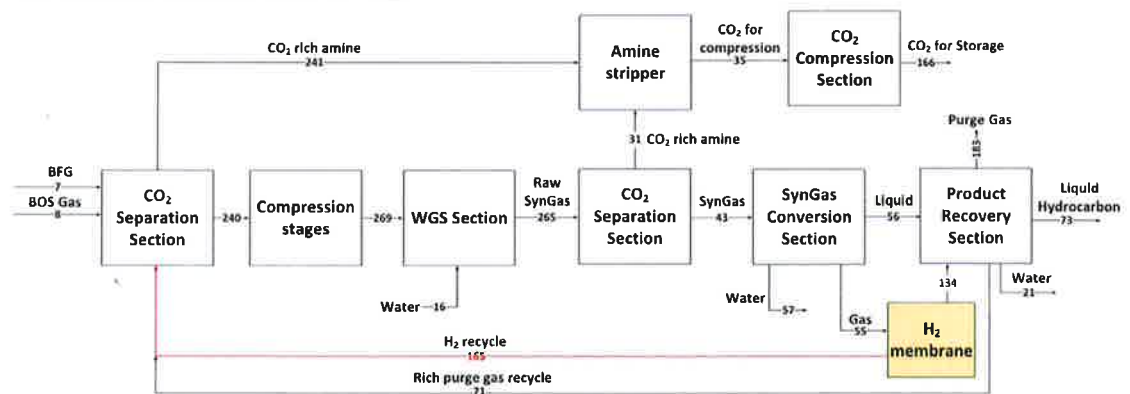 CO₂ rich amine
241
Amine
stripper
CO₂ for
compression
35
CO₂
Compression
Section
CO₂ for Storage
166
31 CO₂ rich amine
Purge Gas
183
BFG
7
BOS Gas
8
CO₂
Separation
Section
240
Compression
stages
269
WGS Section
Raw
SynGas
265
CO₂
Separation
Section
SynGas
43
SynGas
Conversion
Section
Liquid
56
Product
Recovery
Section
Liquid
Hydrocarbon
73
Water
16
Water
57
Gas
55
134
Water
21
H₂
membrane
H₂ recycle
165
Rich purge gas recycle
71